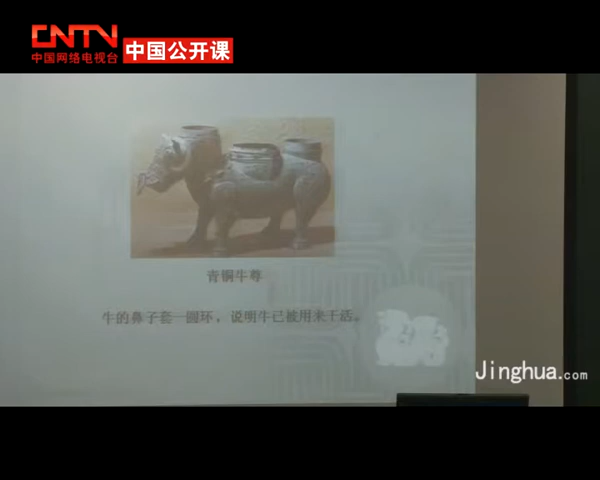 CNTV
中国网络电视台
中国公开课
青铜牛尊
牛的鼻子套一圆环，说明牛已被用来干活。
Jinghua.com